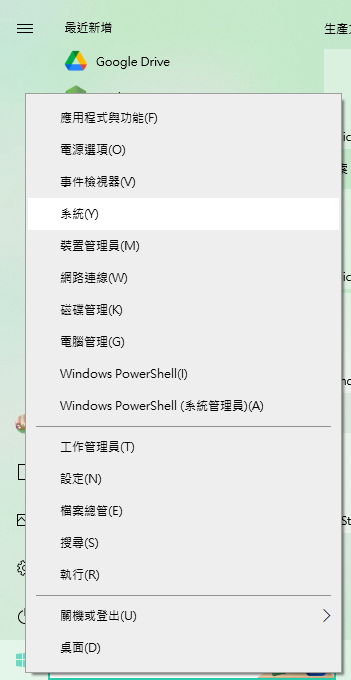 最近新增
生產
Google Drive
應用程式與功能(F)
電源選項(O)
事件檢視器(V)
系統(Y)
裝置管理員(M)
網路連線(W)
磁碟管理(K)
電腦管理(G)
Windows PowerShell(I)
Windows PowerShell (系統管理員)(A)
工作管理員(T)
設定(N)
檔案總管(E)
搜尋(S)
執行(R)
關機或登出(U)
桌面(D)